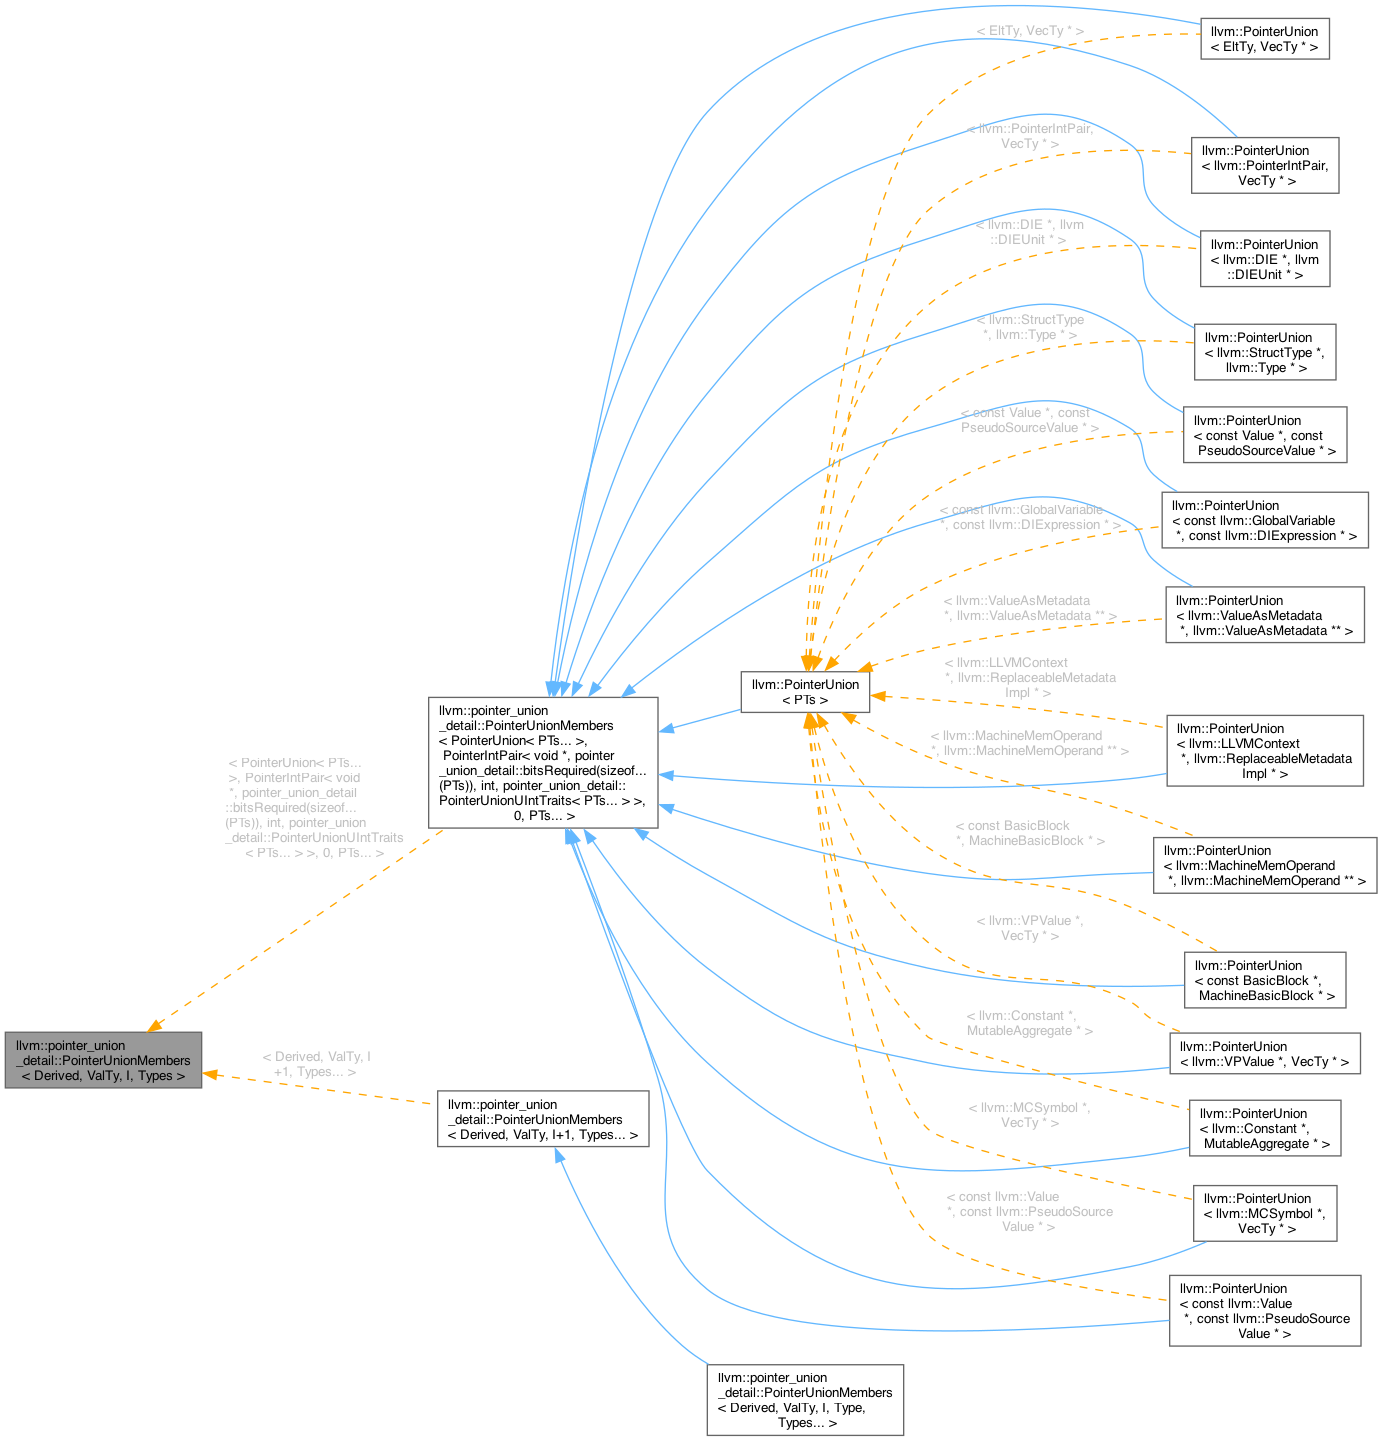 llvm::PointerUnion
< EltTy, VecTy * >
< EltTy, VecTy * >
< llvm::PointerIntPair,
VecTy * >
llvm::PointerUnion
< llvm::PointerIntPair,
VecTy * >
< llvm::DIE *, llvm
::DIEUnit * >
llvm::PointerUnion
< llvm::DIE *, llvm
::DIEUnit * >
< llvm::StructType
*, llvm::Type * >
llvm::PointerUnion
< llvm::StructType *,
llvm::Type * >
< const Value *, const
PseudoSourceValue * >
llvm::PointerUnion
< const Value *, const
PseudoSourceValue * >
< const llvm::GlobalVariable
*, const llvm::DIExpression * >
llvm::PointerUnion
< const llvm::GlobalVariable
*, const llvm::DIExpression * >
< llvm::ValueAsMetadata
*, llvm::ValueAsMetadata ** >
llvm::PointerUnion
< llvm::ValueAsMetadata
*, llvm::ValueAsMetadata ** >
< llvm::LLVMContext
*, llvm::ReplaceableMetadata
Impl * >
llvm::PointerUnion
< PTs >
llvm::pointer_union
_detail::PointerUnionMembers
< PointerUnion< PTs... >,
PointerIntPair< void *, pointer
_union_detail::bitsRequired(sizeof...
(PTs)), int, pointer_union_detail::
PointerUnionUIntTraits< PTs... > >,
0, PTs... >
llvm::PointerUnion
< llvm::LLVMContext
*, llvm::ReplaceableMetadata
Impl * >
< llvm::MachineMemOperand
*, llvm::MachineMemOperand ** >
< PointerUnion< PTs...
>, PointerIntPair< void
*, pointer_union_detail
::bitsRequired(sizeof...
(PTs)), int, pointer_union
_detail::PointerUnionUIntTraits
< PTs... > >, 0, PTs... >
< const BasicBlock
*, MachineBasicBlock * >
llvm::PointerUnion
< llvm::MachineMemOperand
*, llvm::MachineMemOperand ** >
< llvm::VPValue *,
VecTy * >
llvm::PointerUnion
< const BasicBlock *,
MachineBasicBlock * >
< llvm::Constant *,
MutableAggregate * >
llvm::PointerUnion
< llvm::VPValue *, VecTy * >
llvm::pointer_union
_detail::PointerUnionMembers
< Derived, ValTy, I, Types >
< Derived, ValTy, I
+1, Types... >
llvm::pointer_union
_detail::PointerUnionMembers
< Derived, ValTy, I+1, Types... >
< llvm::MCSymbol *,
VecTy * >
llvm::PointerUnion
< llvm::Constant *,
MutableAggregate * >
< const llvm::Value
*, const llvm::PseudoSource
Value * >
llvm::PointerUnion
< llvm::MCSymbol *,
VecTy * >
llvm::PointerUnion
< const llvm::Value
*, const llvm::PseudoSource
Value * >
llvm::pointer_union
_detail::PointerUnionMembers
< Derived, ValTy, I, Type,
Types... >